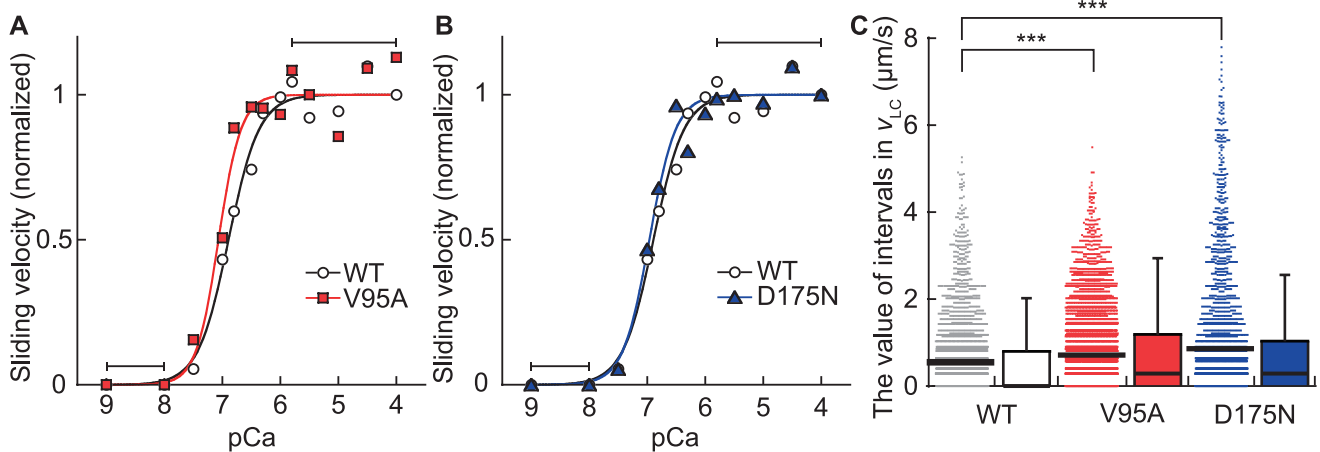 A
Sliding velocity (normalized)
1
0.5
0
9 8 7 6 5 4
pCa
WT
V95A
B
Sliding velocity (normalized)
1
0.5
0
9 8 7 6 5 4
pCa
WT
D175N
C
The value of intervals in vLC (μm/s)
8
6
4
2
0
***
***
WT V95A D175N